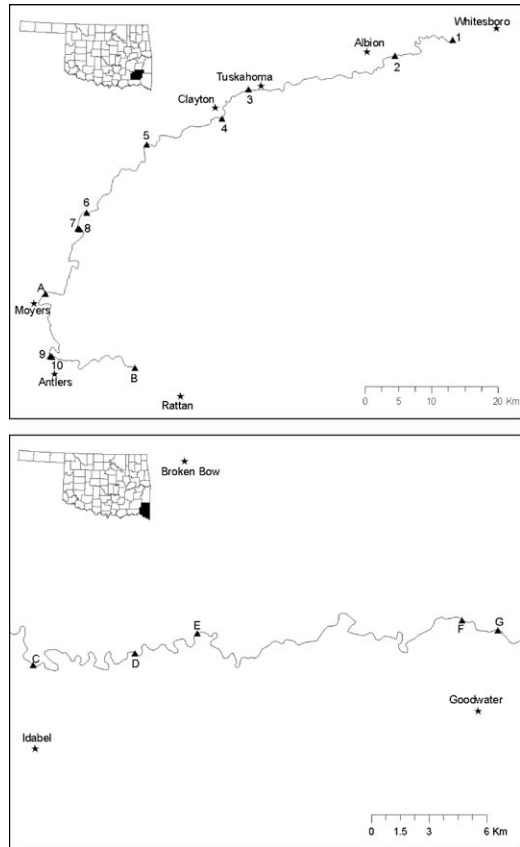 Whitesboro
1
Albion
2
Tuskahoma
3
Clayton
4
5
6
7 8
A
Moyers
9
10
Antlers
B
Rattan
0 5 10 20 Km
Broken Bow
E
F G
C
D
Goodwater
Idabel
0 1.5 3 6 Km